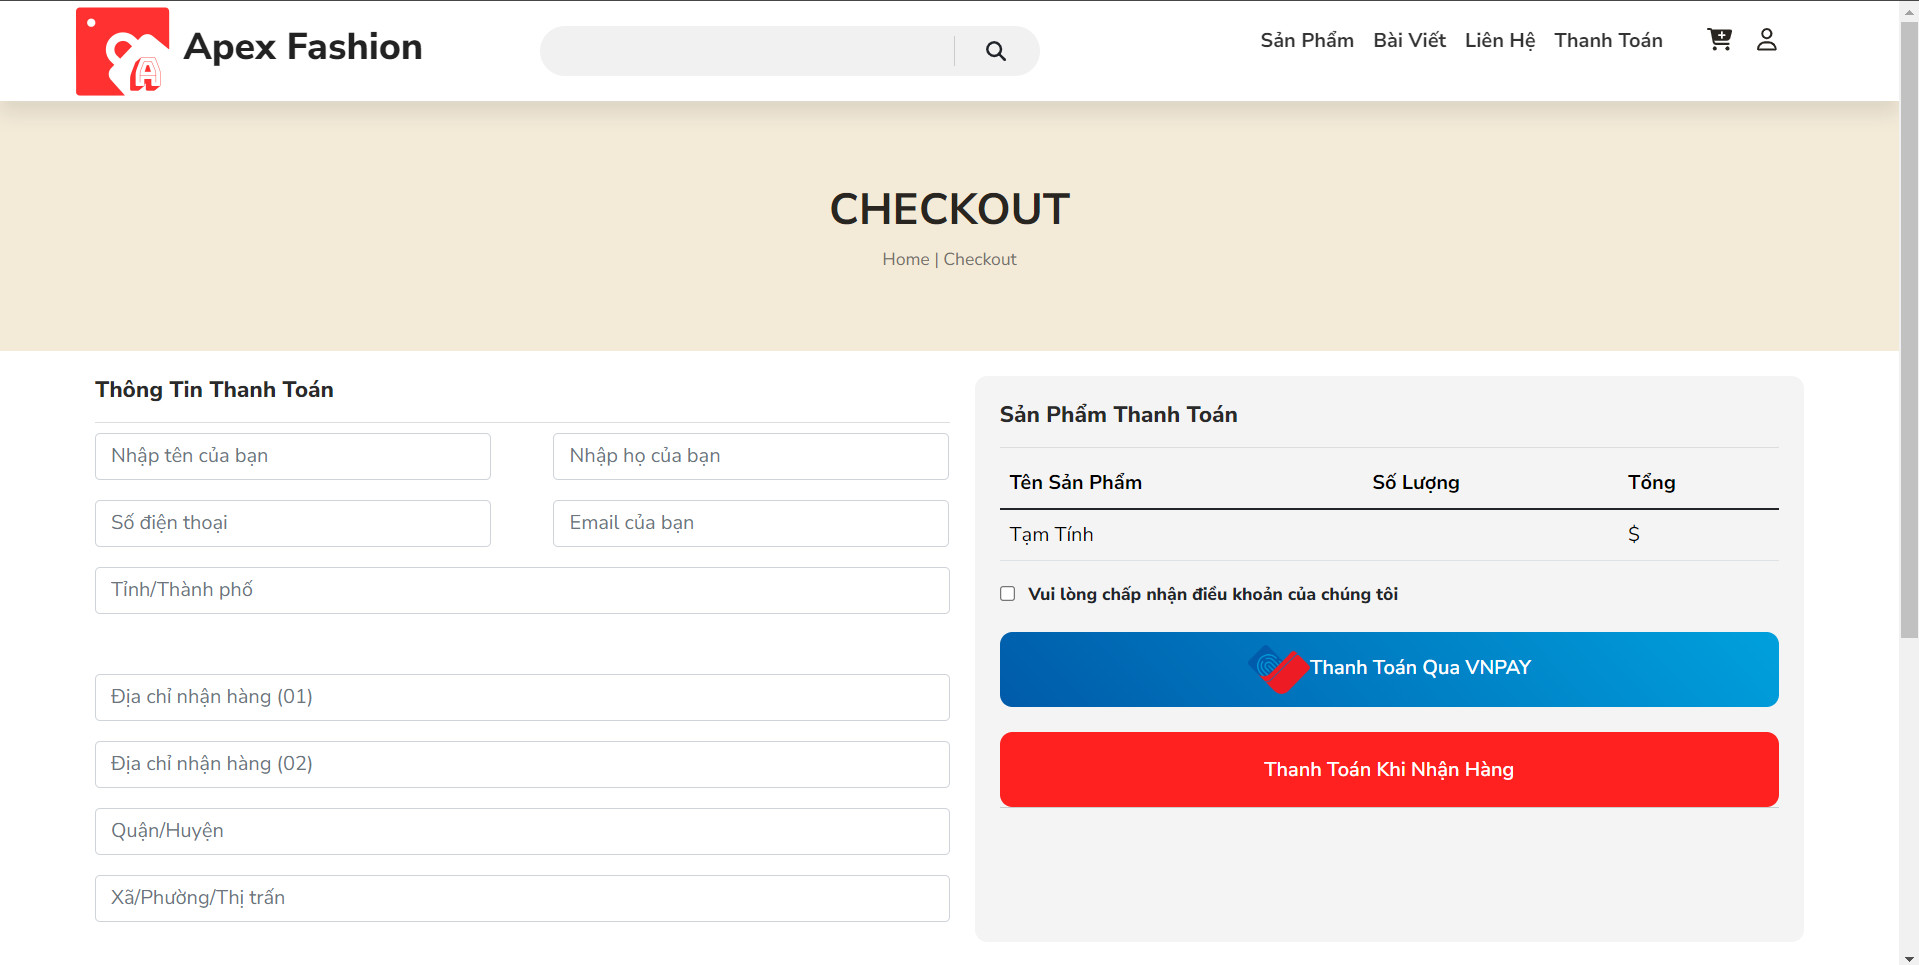 Apex Fashion
Sản Phẩm Bài Viết Liên Hệ Thanh Toán
CHECKOUT
Home | Checkout
Thông Tin Thanh Toán
Nhập tên của bạn
Nhập họ của bạn
Số điện thoại
Email của bạn
Tỉnh/Thành phố
Địa chỉ nhận hàng (01)
Địa chỉ nhận hàng (02)
Quận/Huyện
Xã/Phường/Thị trấn
Sản Phẩm Thanh Toán
Tên Sản Phẩm Số Lượng Tổng
Tạm Tính $
Vui lòng chấp nhận điều khoản của chúng tôi
Thanh Toán Qua VNPAY
Thanh Toán Khi Nhận Hàng